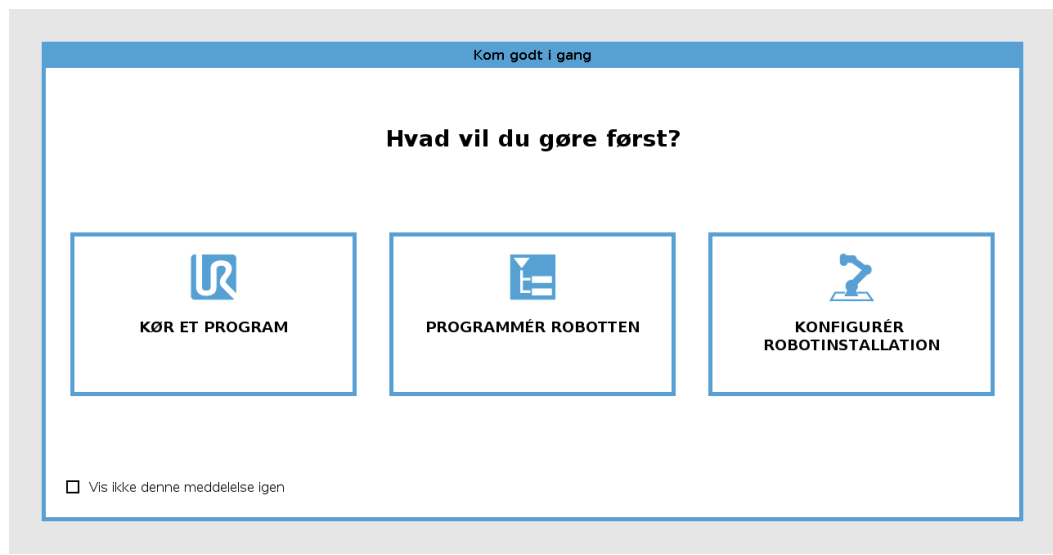 Kom godt i gang
Hvad vil du gøre først?
KØR ET PROGRAM
PROGRAMMÉR ROBOTTEN
KONFIGURÉR
ROBOTINSTALLATION
Vis ikke denne meddelelse igen